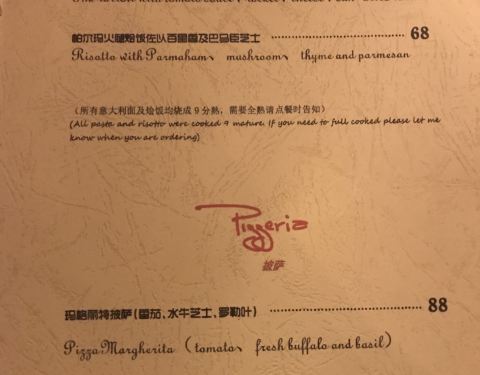 帕尔玛火腿烩饭佐以百里香及巴马臣芝士 68
Risotto with Parmaham、mushroom、 thyme and parmesan
（所有意大利面及烩饭均烧成９分熟，需要全熟请点餐时告知）
(All pasta and risotto were cooked 9 mature. If you need to full cooked please let me
know when you are ordering)
Pizzeria
披萨
玛格丽特披萨（番茄、水牛芝士、罗勒叶） 88
Pizza Margherita （tomato、 fresh buffalo and basil）